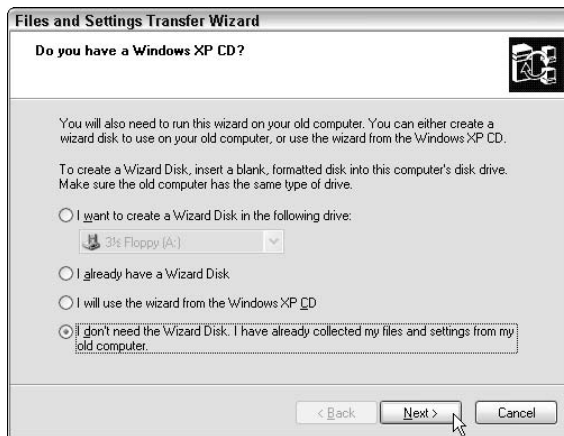 Files and Settings Transfer Wizard
Do you have a Windows XP CD?
You will also need to run this wizard on your old computer. You can either create a
wizard disk to use on your old computer, or use the wizard from the Windows XP CD.
To create a Wizard Disk, insert a blank, formatted disk into this computer's disk drive.
Make sure the old computer has the same type of drive.
I want to create a Wizard Disk in the following drive:
3½ Floppy (A:)
I already have a Wizard Disk
I will use the wizard from the Windows XP CD
I don't need the Wizard Disk. I have already collected my files and settings from my
old computer.
< Back Next > Cancel